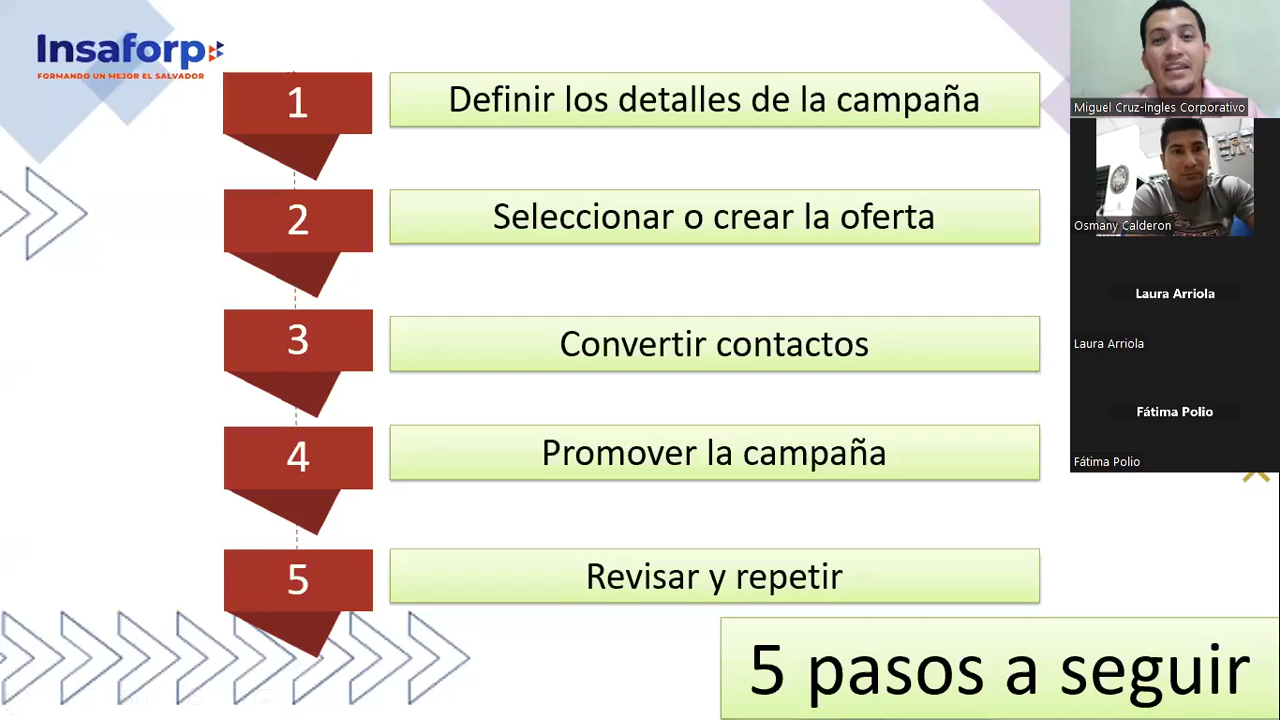 Insaforp
FORMANDO UN MEJOR EL SALVADOR
1
Definir los detalles de la campaña
2
Seleccionar o crear la oferta
3
Convertir contactos
4
Promover la campaña
5
Revisar y repetir
5 pasos a seguir
Miguel Cruz-Ingles Corporativo
Osmany Calderon
Laura Arriola
Laura Arriola
Fátima Polio
Fátima Polio